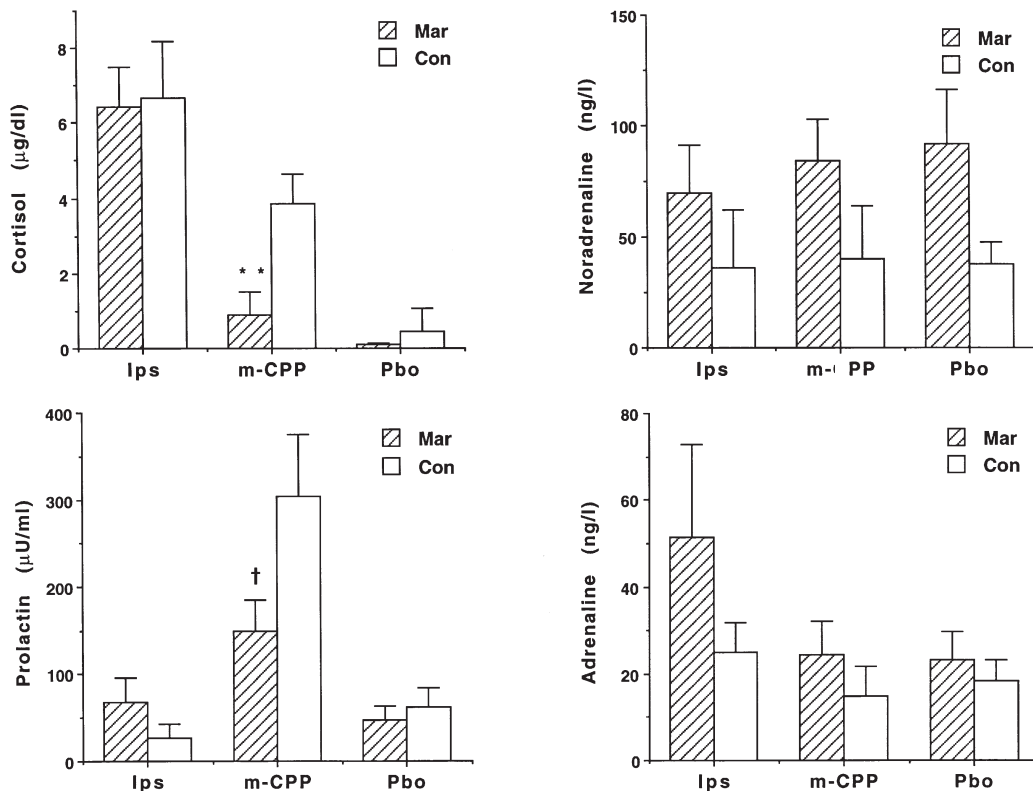 Cortisol (μg/dl)
8
6
4
2
0
Mar
Con
* *
Ips m-CPP Pbo
Noradrenaline (ng/l)
150
100
50
0
Mar
Con
Ips m- PP Pbo
Prolactin (μU/ml)
400
300
200
100
0
Mar
Con
†
Ips m-CPP Pbo
Adrenaline (ng/l)
80
60
40
20
0
Mar
Con
Ips m-CPP Pbo